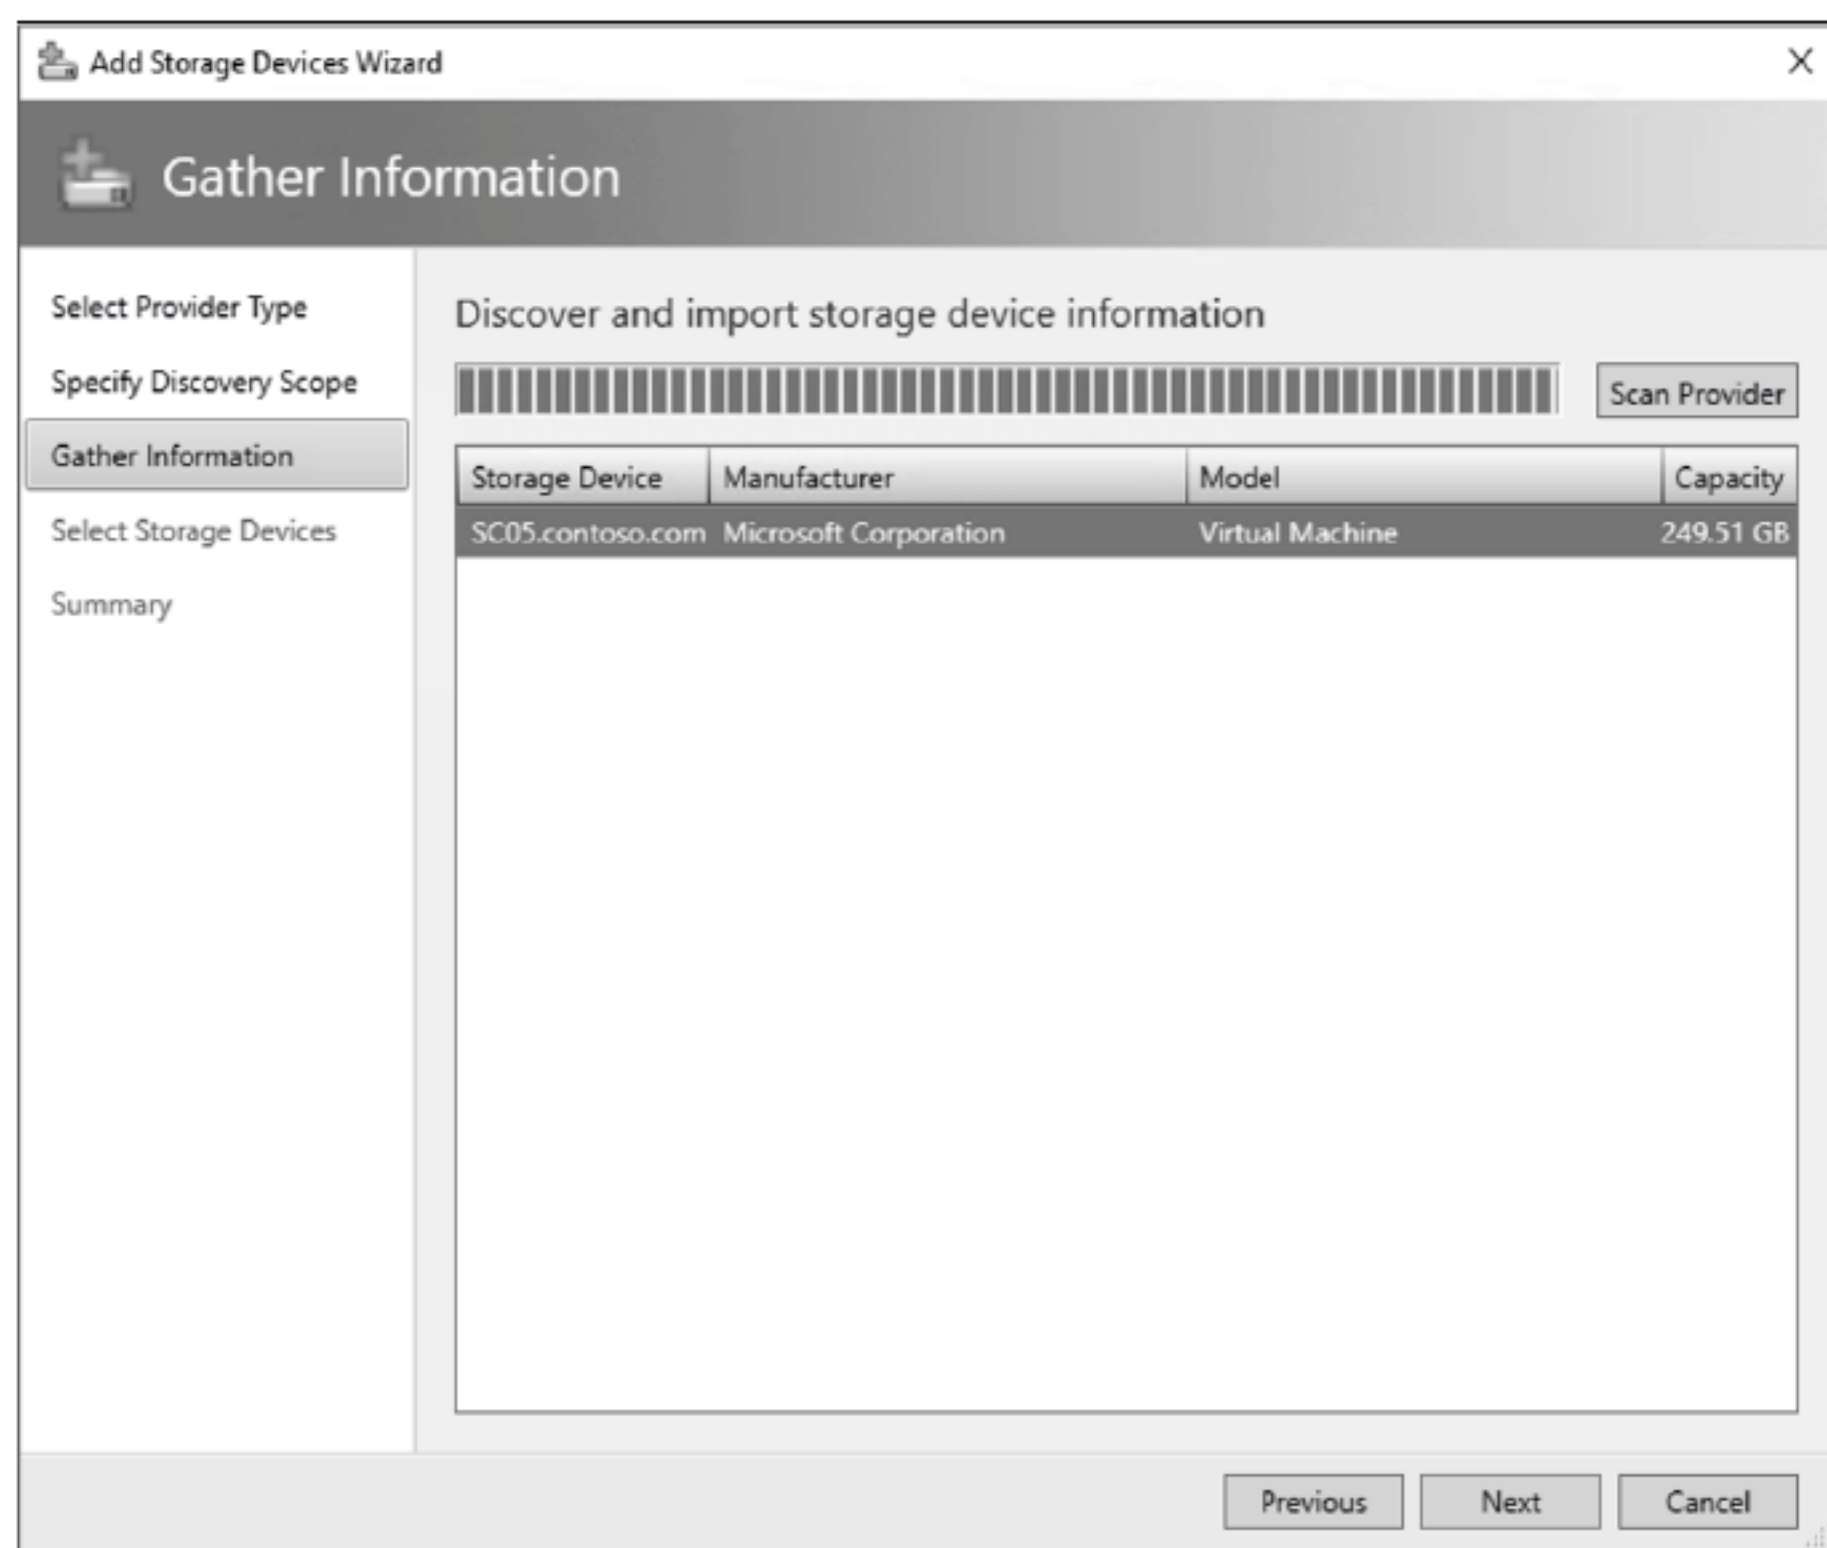 Add Storage Devices Wizard
Gather Information
Select Provider Type
Specify Discovery Scope
Gather Information
Select Storage Devices
Summary
Discover and import storage device information
Scan Provider
Storage Device Manufacturer Model Capacity
SC05.contoso.com Microsoft Corporation Virtual Machine 249.51 GB
Previous Next Cancel